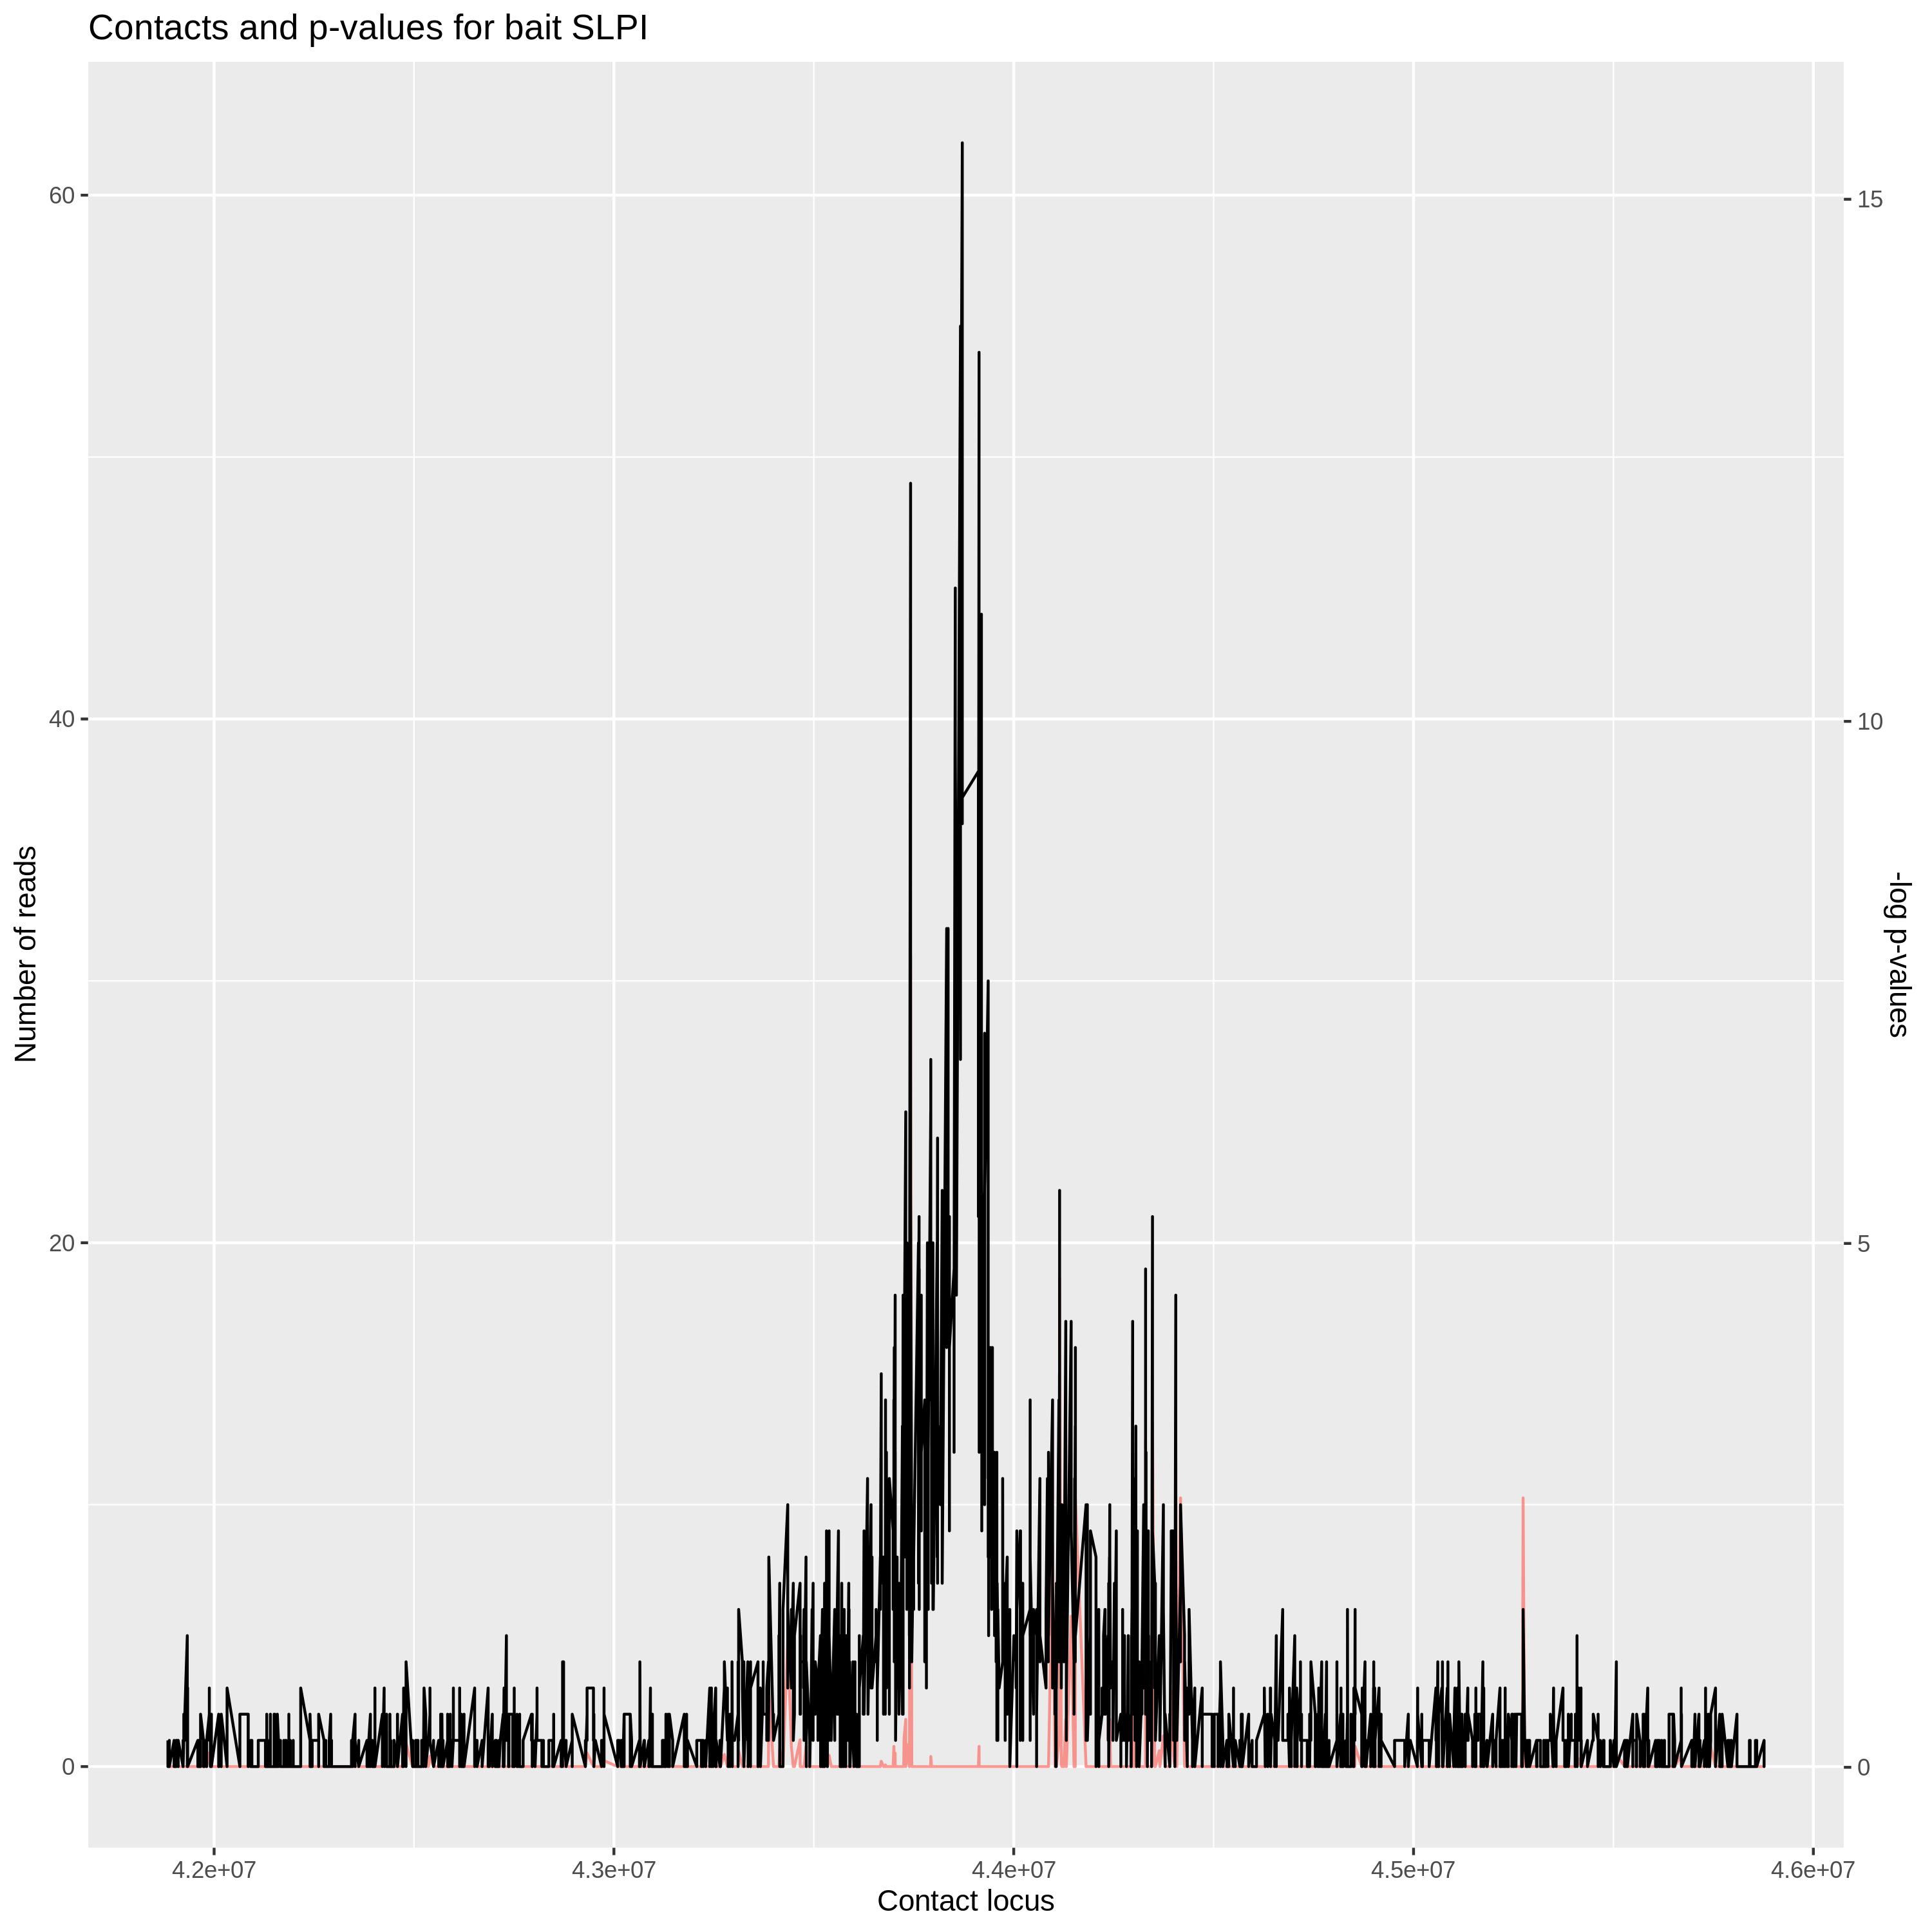 Contacts and p-values for bait SLPI
60
40
20
0
Number of reads
15
10
5
0
-log p-values
4.2e+07
4.3e+07
4.4e+07
4.5e+07
4.6e+07
Contact locus